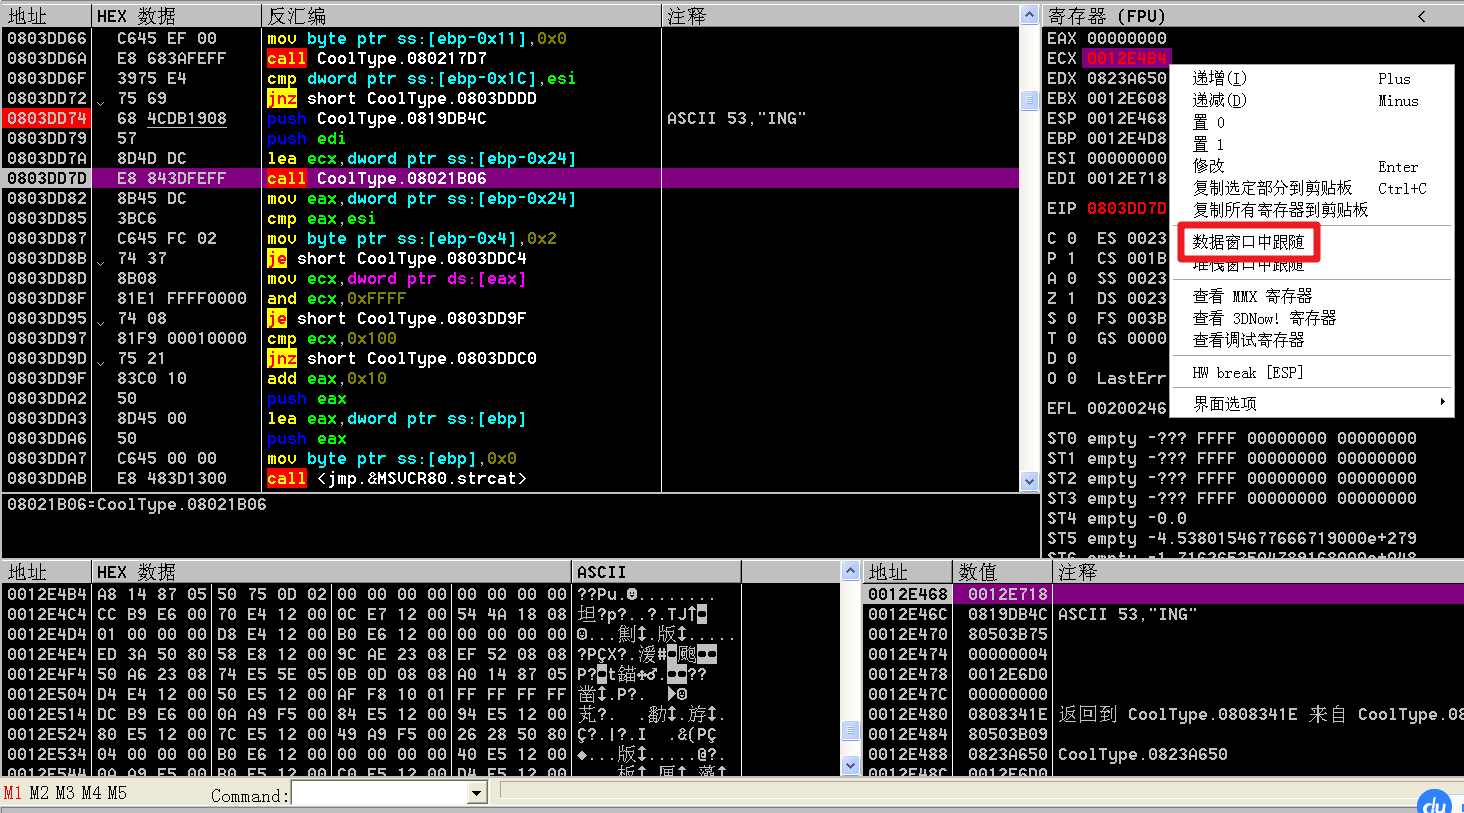 地址 HEX 数据 反汇编 注释
0803DD66 C645 EF 00 mov byte ptr ss:[ebp-0x11],0x0
0803DD6A E8 683AFEFF call CoolType.080217D7
0803DD6F 3975 E4 cmp dword ptr ss:[ebp-0x1C],esi
0803DD72 75 69 jnz short CoolType.0803DDDD
0803DD74 68 4CDB1908 push CoolType.0819DB4C ASCII 53,"ING"
0803DD79 57 push edi
0803DD7A 8D4D DC lea ecx,dword ptr ss:[ebp-0x24]
0803DD7D E8 843DFEFF call CoolType.08021B06
0803DD82 8B45 DC mov eax,dword ptr ss:[ebp-0x24]
0803DD85 3BC6 cmp eax,esi
0803DD87 C645 FC 02 mov byte ptr ss:[ebp-0x4],0x2
0803DD8B 74 37 je short CoolType.0803DDC4
0803DD8D 8B08 mov ecx,dword ptr ds:[eax]
0803DD8F 81E1 FFFF0000 and ecx,0xFFFF
0803DD95 74 08 je short CoolType.0803DD9F
0803DD97 81F9 00010000 cmp ecx,0x100
0803DD9D 75 21 jnz short CoolType.0803DDC0
0803DD9F 83C0 10 add eax,0x10
0803DDA2 50 push eax
0803DDA3 8D45 00 lea eax,dword ptr ss:[ebp]
0803DDA6 50 push eax
0803DDA7 C645 00 00 mov byte ptr ss:[ebp],0x0
0803DDAB E8 483D1300 call <jmp.&MSVCR80.strcat>
08021B06=CoolType.08021B06
寄存器 (FPU) <
EAX 00000000
ECX 0012E4B4
EDX 0823A650
EBX 0012E608
ESP 0012E468
EBP 0012E4D8
ESI 00000000
EDI 0012E718
EIP 0803DD7D
C 0 ES 0023
P 1 CS 001B
A 0 SS 0023
Z 1 DS 0023
S 0 FS 003B
T 0 GS 0000
D 0
O 0 LastErr
EFL 00200246
ST0 empty -??? FFFF 00000000 00000000
ST1 empty -??? FFFF 00000000 00000000
ST2 empty -??? FFFF 00000000 00000000
ST3 empty -??? FFFF 00000000 00000000
ST4 empty -0.0
ST5 empty -4.5380154677666719000e+279
递增(I) Plus
递减(D) Minus
置 0
置 1
修改 Enter
复制选定部分到剪贴板 Ctrl+C
复制所有寄存器到剪贴板
数据窗口中跟随
堆栈窗口中跟随
查看 MMX 寄存器
查看 3DNow! 寄存器
查看调试寄存器
HW break [ESP]
界面选项
地址 HEX 数据 ASCII
0012E4B4 A8 14 87 05 50 75 0D 02 00 00 00 00 00 00 00 00 ??Pu.
0012E4C4 CC B9 E6 00 70 E4 12 00 0C E7 12 00 54 4A 18 08
0012E4D4 01 00 00 00 D8 E4 12 00 B0 E6 12 00 00 00 00 00
0012E4E4 ED 3A 50 80 58 E8 12 00 9C AE 23 08 EF 52 08 08
0012E4F4 50 A6 23 08 74 E5 5E 05 0B 0D 08 08 A0 14 87 05
0012E504 D4 E4 12 00 50 E5 12 00 AF F8 10 01 FF FF FF FF
0012E514 DC B9 E6 00 0A A9 F5 00 84 E5 12 00 94 E5 12 00
0012E524 80 E5 12 00 7C E5 12 00 49 A9 F5 00 26 28 50 80
0012E534 04 00 00 00 B0 E6 12 00 00 00 00 00 40 E5 12 00
0012E544 0A A9 F5 00 B0 E5 12 00 C0 E5 12 00 D4 E5 12 00
地址 数值 注释
0012E468 0012E718
0012E46C 0819DB4C ASCII 53,"ING"
0012E470 80503B75
0012E474 00000004
0012E478 0012E6D0
0012E47C 00000000
0012E480 0808341E 返回到 CoolType.0808341E 来自 CoolType.08
0012E484 80503B09
0012E488 0823A650 CoolType.0823A650
0012E48C 0012E6D0
M1 M2 M3 M4 M5 Command:
du